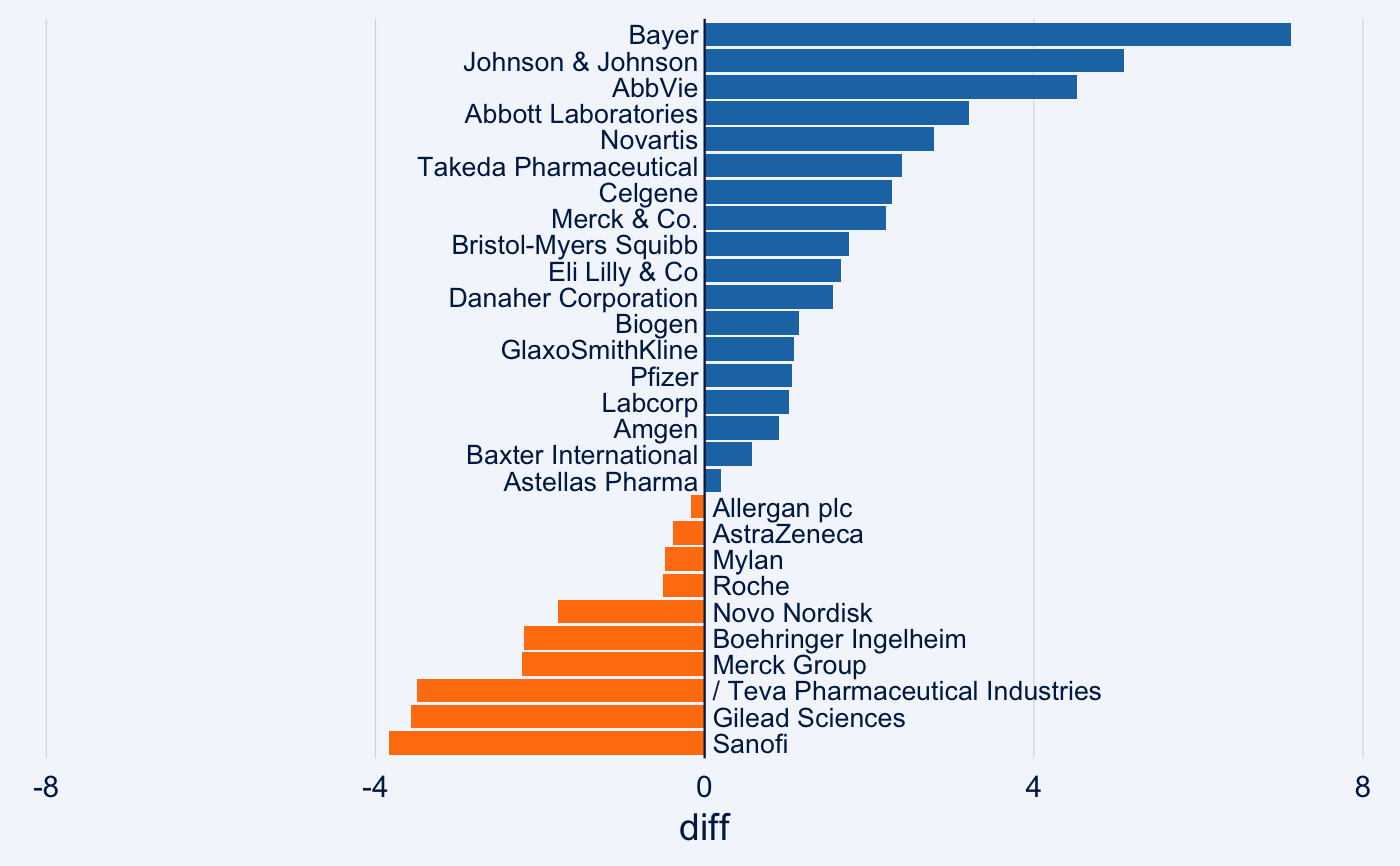 Bayer
Johnson & Johnson
AbbVie
Abbott Laboratories
Novartis
Takeda Pharmaceutical
Celgene
Merck & Co.
Bristol-Myers Squibb
Eli Lilly & Co
Danaher Corporation
Biogen
GlaxoSmithKline
Pfizer
Labcorp
Amgen
Baxter International
Astellas Pharma
Allergan plc
AstraZeneca
Mylan
Roche
Novo Nordisk
Boehringer Ingelheim
Merck Group
/ Teva Pharmaceutical Industries
Gilead Sciences
Sanofi
-8 -4 0 4 8
diff